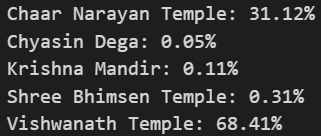 Chaar Narayan Temple: 31.12%
Chyasin Dega: 0.05%
Krishna Mandir: 0.11%
Shree Bhimsen Temple: 0.31%
Vishwanath Temple: 68.41%